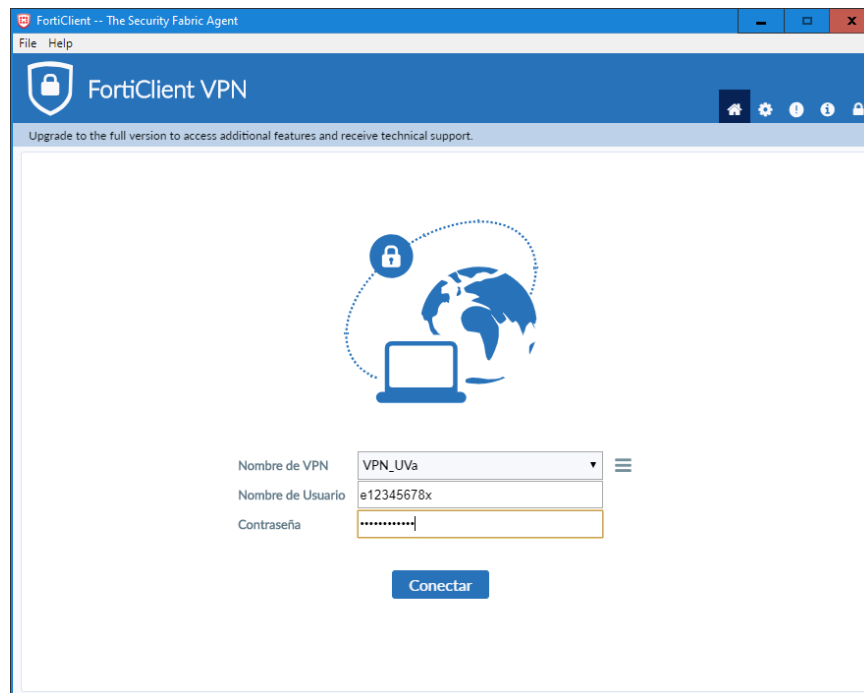 FortiClient -- The Security Fabric Agent
File Help
FortiClient VPN
Upgrade to the full version to access additional features and receive technical support.
Nombre de VPN VPN_UVa
Nombre de Usuario e12345678x
Contraseña ••••••••••••
Conectar